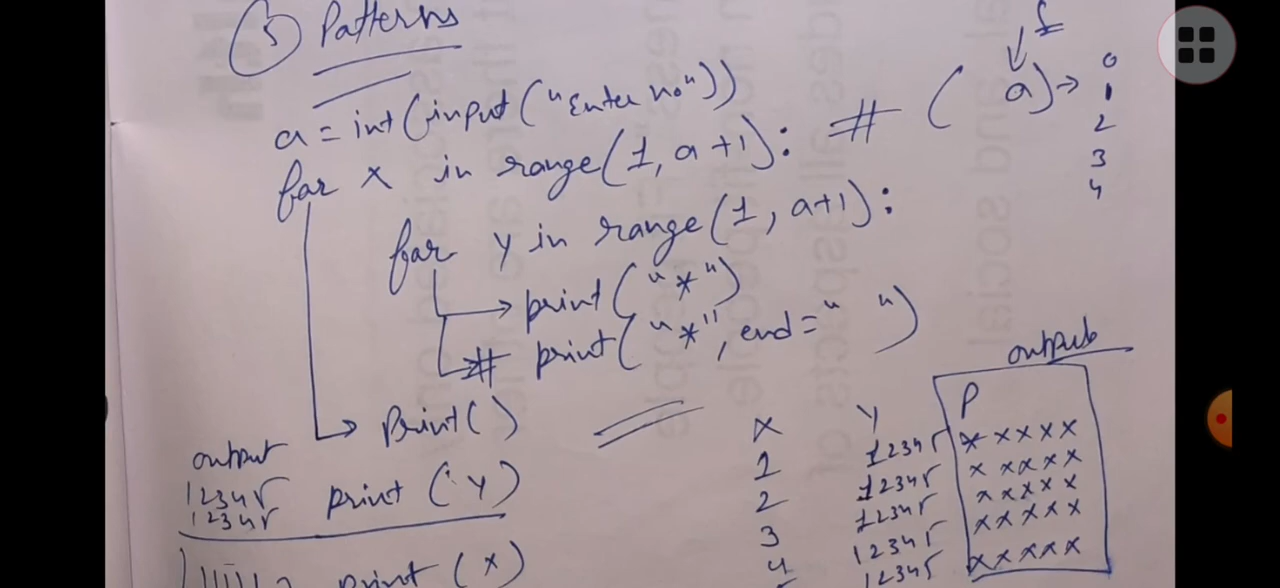 (5) Patterns
a = int(input("Enter no"))
for x in range(1, a+1): # ( a) → 0
5
1
2
3
4
for y in range(1, a+1):
→ print("*")
# print("*", end=" ")
→ Print()
output
P
* * * * *
* * * * *
* * * * *
* * * * *
* * * * *
X Y
1 12345
2 12345
3 12345
4 12345
12345
output
12345 print(y)
12345
print(x)